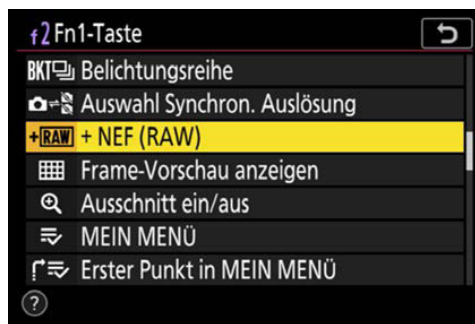 f2 Fn1-Taste
BKT Belichtungsreihe
Auswahl Synchron. Auslösung
+RAW + NEF (RAW)
Frame-Vorschau anzeigen
Ausschnitt ein/aus
MEIN MENÜ
Erster Punkt in MEIN MENÜ
?